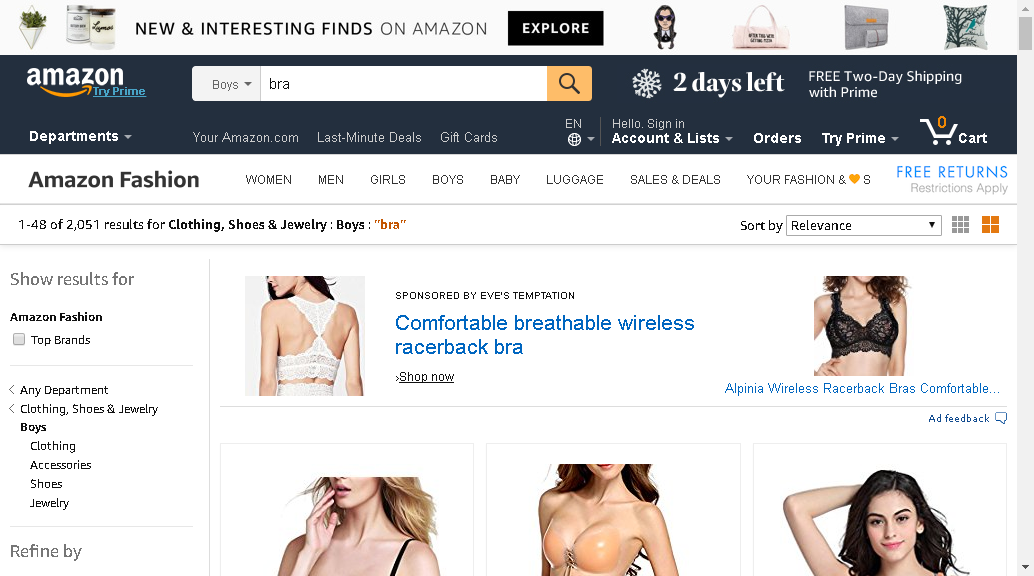 NEW & INTERESTING FINDS ON AMAZON EXPLORE
amazon
Try Prime
Boys
bra
2 days left
FREE Two-Day Shipping
with Prime
Departments
Your Amazon.com Last-Minute Deals Gift Cards
EN
Hello. Sign in
Account & Lists
Orders
Try Prime
0
Cart
Amazon Fashion
WOMEN MEN GIRLS BOYS BABY LUGGAGE SALES & DEALS YOUR FASHION & S
FREE RETURNS
Restrictions Apply
1-48 of 2,051 results for Clothing, Shoes & Jewelry : Boys : "bra"
Sort by Relevance
Show results for
Amazon Fashion
Top Brands
Any Department
Clothing, Shoes & Jewelry
Boys
Clothing
Accessories
Shoes
Jewelry
Refine by
SPONSORED BY EVE'S TEMPTATION
Comfortable breathable wireless
racerback bra
›Shop now
Alpinia Wireless Racerback Bras Comfortable...
Ad feedback